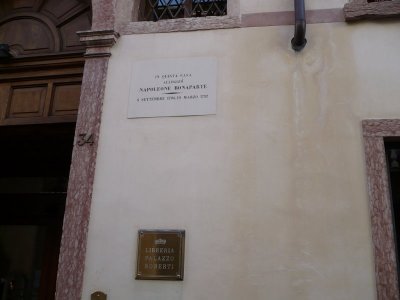 IN QUESTA CASA
ALLOGGIÒ
NAPOLEONE BONAPARTE
34
LIBRERIA
PALAZZO
ROBERTI